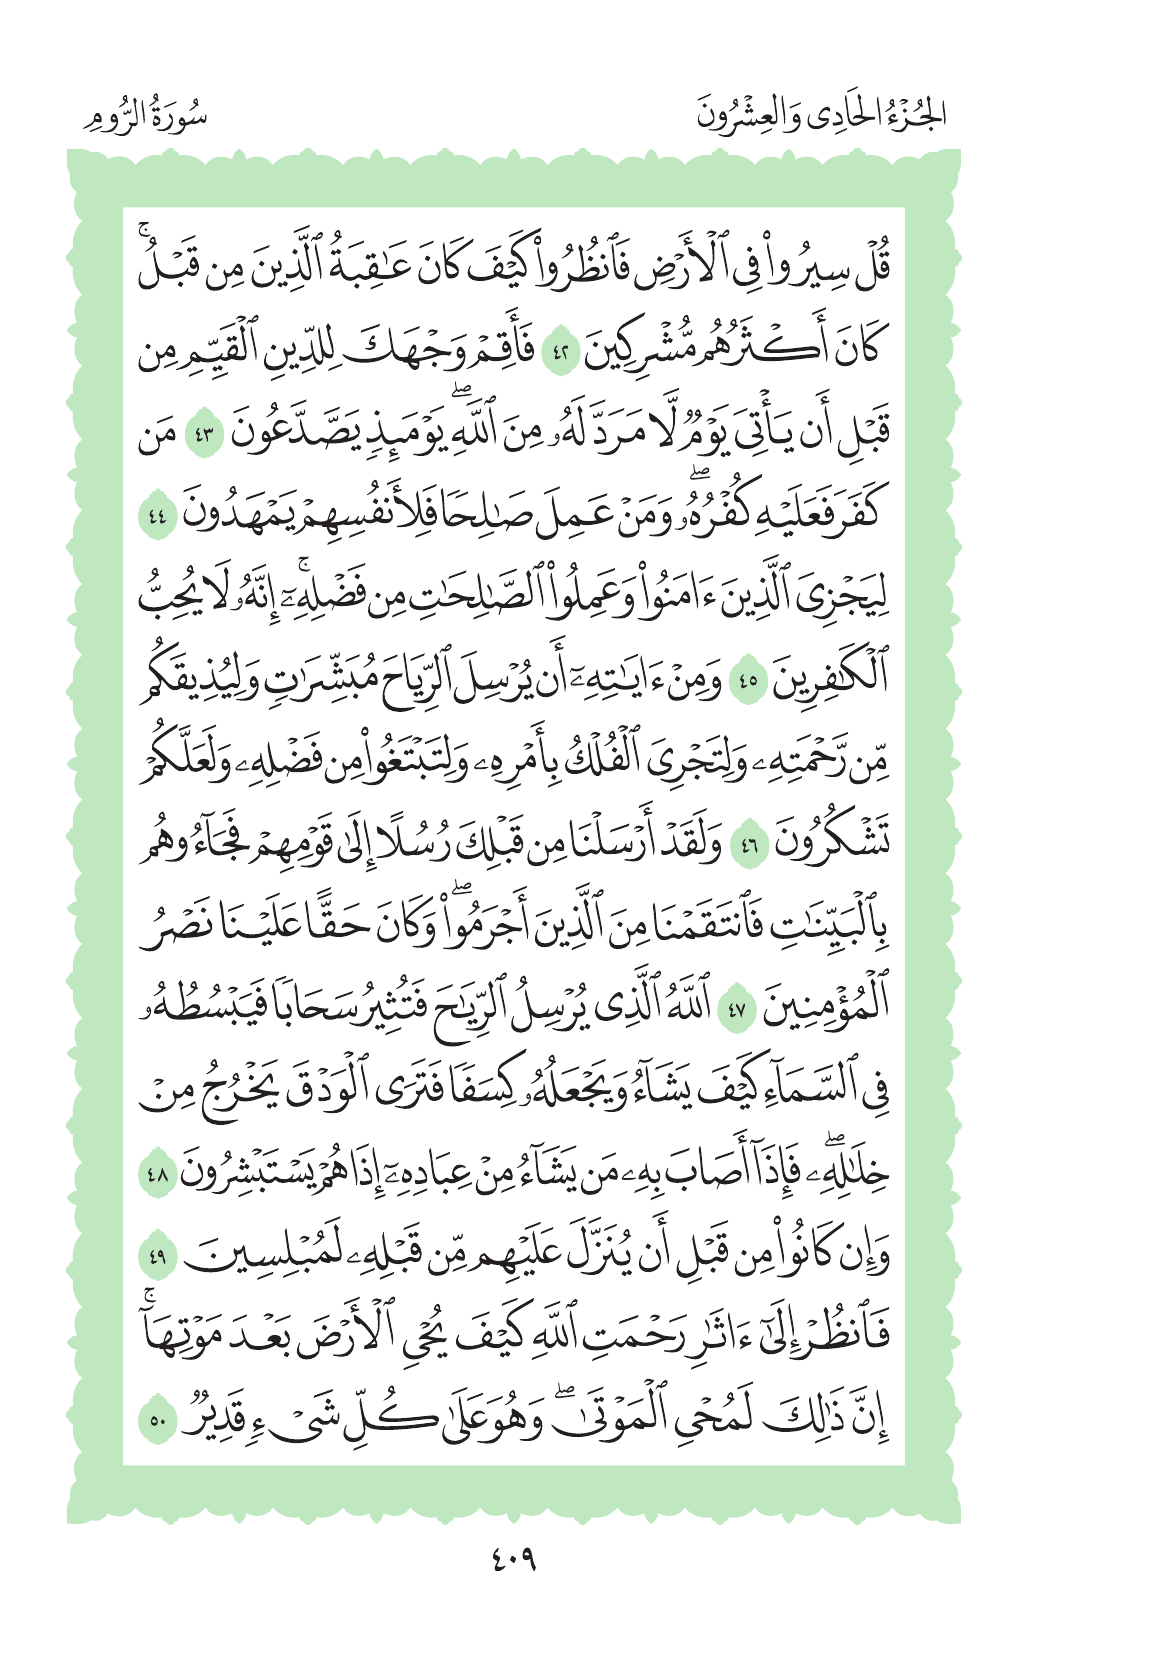 الجُزْءُ الحَادِى وَالعِشْرُونَ
سُورَةُ الرُّومِ
قُلۡ سِيرُواْ فِى ٱلۡأَرۡضِ فَٱنظُرُواْ كَيۡفَ كَانَ عَٰقِبَةُ ٱلَّذِينَ مِن قَبۡلُۚ
كَانَ أَكۡثَرُهُم مُّشۡرِكِينَ ٤٢ فَأَقِمۡ وَجۡهَكَ لِلدِّينِ ٱلۡقَيِّمِ مِن
قَبۡلِ أَن يَأۡتِىَ يَوۡمٌ لَّا مَرَدَّ لَهُۥ مِنَ ٱللَّهِۖ يَوۡمَئِذٍ يَصَّدَّعُونَ ٤٣ مَن
كَفَرَ فَعَلَيۡهِ كُفۡرُهُۥۖ وَمَنۡ عَمِلَ صَٰلِحًا فَلِأَنفُسِهِمۡ يَمۡهَدُونَ ٤٤
لِيَجۡزِىَ ٱلَّذِينَ ءَامَنُواْ وَعَمِلُواْ ٱلصَّٰلِحَٰتِ مِن فَضۡلِهِۦٓۚ إِنَّهُۥ لَا يُحِبُّ
ٱلۡكَٰفِرِينَ ٤٥ وَمِنۡ ءَايَٰتِهِۦٓ أَن يُرۡسِلَ ٱلرِّيَاحَ مُبَشِّرَٰتٍ وَلِيُذِيقَكُم
مِّن رَّحۡمَتِهِۦ وَلِتَجۡرِىَ ٱلۡفُلۡكُ بِأَمۡرِهِۦ وَلِتَبۡتَغُواْ مِن فَضۡلِهِۦ وَلَعَلَّكُمۡ
تَشۡكُرُونَ ٤٦ وَلَقَدۡ أَرۡسَلۡنَا مِن قَبۡلِكَ رُسُلًا إِلَىٰ قَوۡمِهِمۡ فَجَآءُوهُم
بِٱلۡبَيِّنَٰتِ فَٱنتَقَمۡنَا مِنَ ٱلَّذِينَ أَجۡرَمُواْۖ وَكَانَ حَقًّا عَلَيۡنَا نَصۡرُ
ٱلۡمُؤۡمِنِينَ ٤٧ ٱللَّهُ ٱلَّذِى يُرۡسِلُ ٱلرِّيَٰحَ فَتُثِيرُ سَحَابًا فَيَبۡسُطُهُۥ
فِى ٱلسَّمَآءِ كَيۡفَ يَشَآءُ وَيَجۡعَلُهُۥ كِسَفًا فَتَرَى ٱلۡوَدۡقَ يَخۡرُجُ مِنۡ
خِلَٰلِهِۦۖ فَإِذَآ أَصَابَ بِهِۦ مَن يَشَآءُ مِنۡ عِبَادِهِۦٓ إِذَا هُمۡ يَسۡتَبۡشِرُونَ ٤٨
وَإِن كَانُواْ مِن قَبۡلِ أَن يُنَزَّلَ عَلَيۡهِم مِّن قَبۡلِهِۦ لَمُبۡلِسِينَ ٤٩
فَٱنظُرۡ إِلَىٰٓ ءَاثَٰرِ رَحۡمَتِ ٱللَّهِ كَيۡفَ يُحۡىِ ٱلۡأَرۡضَ بَعۡدَ مَوۡتِهَآۚ
إِنَّ ذَٰلِكَ لَمُحۡىِ ٱلۡمَوۡتَىٰۖ وَهُوَ عَلَىٰ كُلِّ شَىۡءٍ قَدِيرٌ ٥٠
٤٠٩